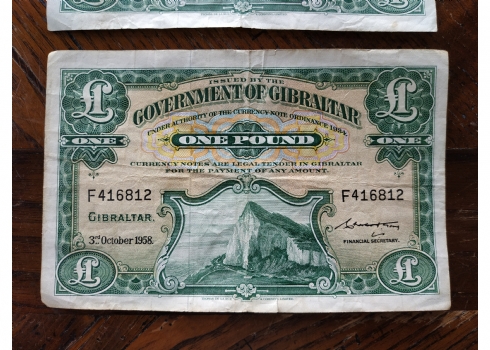 £
£
ISSUED BY THE
GOVERNMENT OF GIBRALTAR
UNDER AUTHORITY OF THE CURRENCY NOTE ORDINANCE 1934.
ONE
ONE POUND
ONE
CURRENCY NOTES ARE LEGAL TENDER IN GIBRALTAR
FOR THE PAYMENT OF ANY AMOUNT
F416812
F416812
GIBRALTAR.
3rd October 1958.
FINANCIAL SECRETARY.
£
£